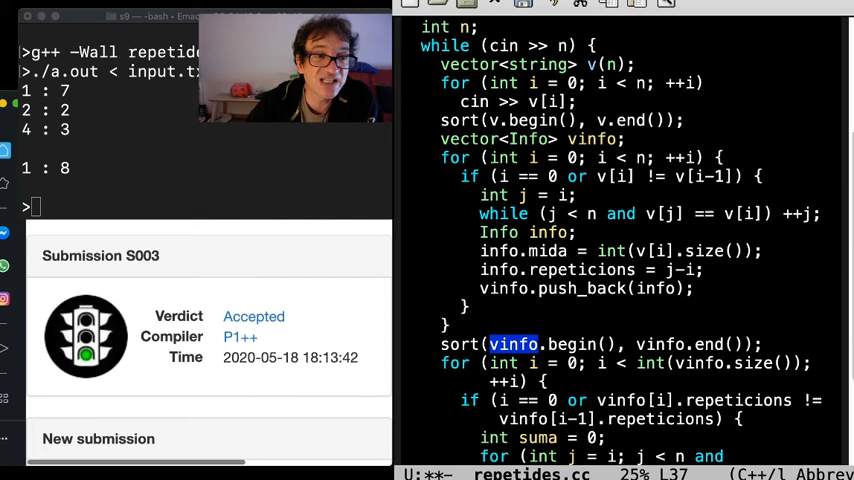 s9 — -bash • Emac
>g++ -Wall repetides
>./a.out < input.tx
1 : 7
2 : 2
4 : 3
1 : 8
>
Submission S003
Verdict Accepted
Compiler P1++
Time 2020-05-18 18:13:42
New submission
int n;
while (cin >> n) {
vector<string> v(n);
for (int i = 0; i < n; ++i)
cin >> v[i];
sort(v.begin(), v.end());
vector<Info> vinfo;
for (int i = 0; i < n; ++i) {
if (i == 0 or v[i] != v[i-1]) {
int j = i;
while (j < n and v[j] == v[i]) ++j;
Info info;
info.mida = int(v[i].size());
info.repeticions = j-i;
vinfo.push_back(info);
}
}
sort(vinfo.begin(), vinfo.end());
for (int i = 0; i < int(vinfo.size());
++i) {
if (i == 0 or vinfo[i].repeticions !=
vinfo[i-1].repeticions) {
int suma = 0;
for (int j = i; j < n and
U:**- repetides.cc 25% L37 (C++/l Abbrev